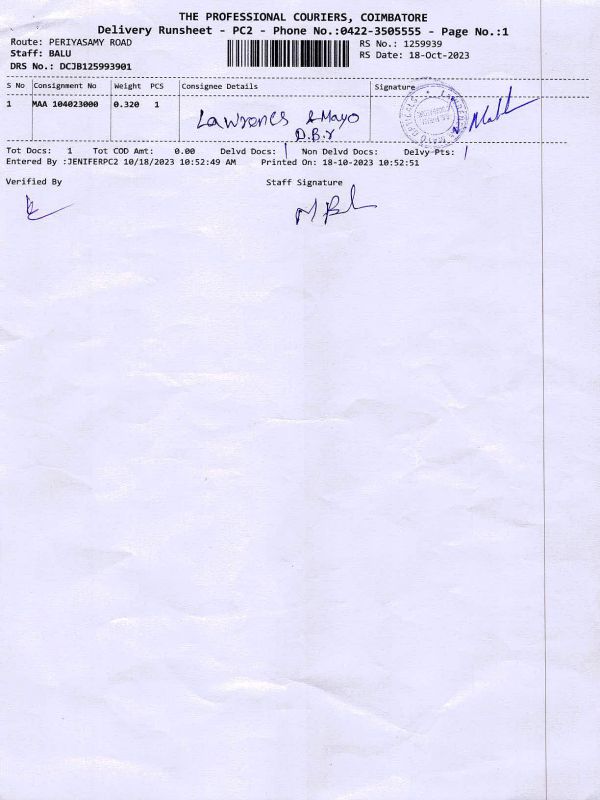 THE PROFESSIONAL COURIERS, COIMBATORE
Delivery Runsheet - PC2 - Phone No.:0422-3505555 - Page No.:1
Route: PERIYASAMY ROAD RS No.: 1259939
Staff: BALU RS Date: 18-Oct-2023
DRS No.: DCJB125993901
S No Consignment No Weight PCS Consignee Details Signature
1 MAA 104023000 0.320 1
Lawrences & Mayo
D.B.r
Tot Docs: 1 Tot COD Amt: 0.00 Delvd Docs: 1 Non Delvd Docs: Delvy Pts: 1
Entered By :JENIFERPC2 10/18/2023 10:52:49 AM Printed On: 18-10-2023 10:52:51
Verified By Staff Signature